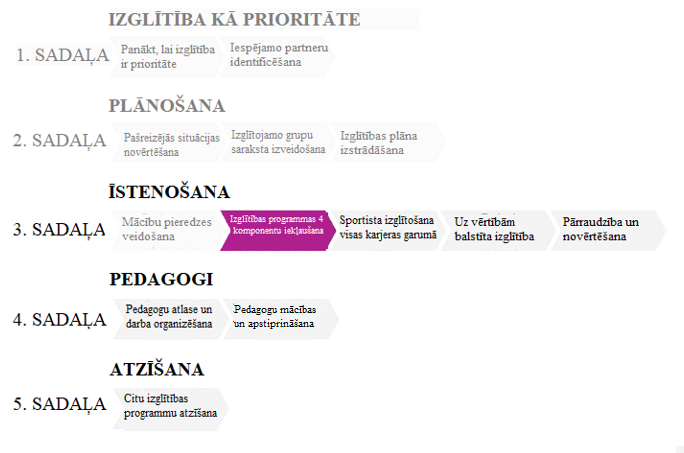 IZGLĪTĪBA KĀ PRIORITĀTE
1. SADAĻA
Panākt, lai izglītība
ir prioritāte
Iespējamo partneru
identificēšana
PLĀNOŠANA
2. SADAĻA
Pašreizējās situācijas
novērtēšana
Izglītojamo grupu
saraksta izveidošana
Izglītības plāna
izstrādāšana
ĪSTENOŠANA
3. SADAĻA
Mācību pieredzes
veidošana
Izglītības programmas 4
komponentu iekļaušana
Sportista izglītošana
visas karjeras garumā
Uz vērtībām
balstīta izglītība
Pārraudzība un
novērtēšana
PEDAGOGI
4. SADAĻA
Pedagogu atlase un
darba organizēšana
Pedagogu mācības
un apstiprināšana
ATZĪŠANA
5. SADAĻA
Citu izglītības
programmu atzīšana